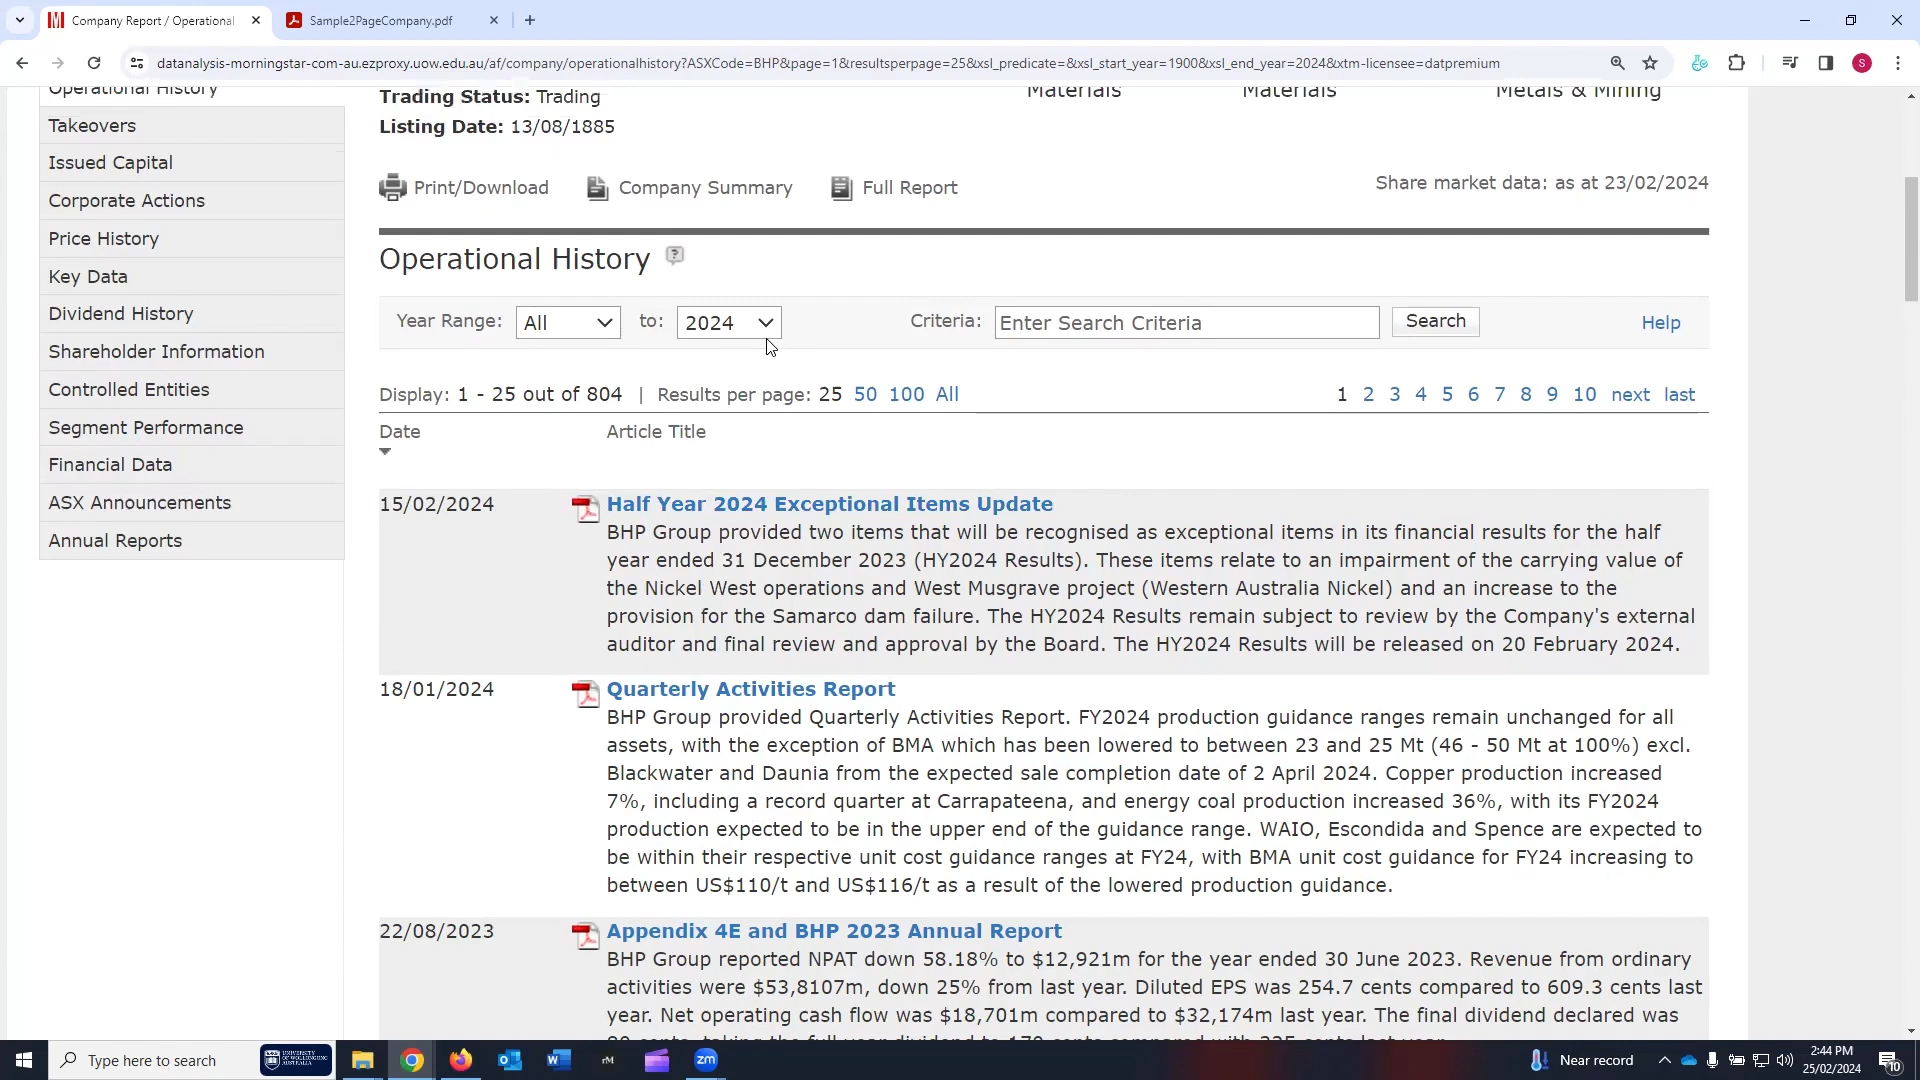 Company Report / Operational
Sample2PageCompany.pdf
datanalysis-morningstar-com-au.ezproxy.uow.edu.au/af/company/operationalhistory?ASXCode=BHP&page=1&resultsperpage=25&xsl_predicate=&xsl_start_year=1900&xsl_end_year=2024&xtm-licensee=datpremium
S
Operational History
Takeovers
Issued Capital
Corporate Actions
Price History
Key Data
Dividend History
Shareholder Information
Controlled Entities
Segment Performance
Financial Data
ASX Announcements
Annual Reports
Trading Status: Trading
Materials Materials Metals & Mining
Listing Date: 13/08/1885
Print/Download Company Summary Full Report
Share market data: as at 23/02/2024
Operational History ?
Year Range: All to: 2024 Criteria: Enter Search Criteria Search Help
Display: 1 - 25 out of 804 | Results per page: 25 50 100 All 1 2 3 4 5 6 7 8 9 10 next last
Date Article Title
15/02/2024 Half Year 2024 Exceptional Items Update
BHP Group provided two items that will be recognised as exceptional items in its financial results for the half
year ended 31 December 2023 (HY2024 Results). These items relate to an impairment of the carrying value of
the Nickel West operations and West Musgrave project (Western Australia Nickel) and an increase to the
provision for the Samarco dam failure. The HY2024 Results remain subject to review by the Company's external
auditor and final review and approval by the Board. The HY2024 Results will be released on 20 February 2024.
18/01/2024 Quarterly Activities Report
BHP Group provided Quarterly Activities Report. FY2024 production guidance ranges remain unchanged for all
assets, with the exception of BMA which has been lowered to between 23 and 25 Mt (46 - 50 Mt at 100%) excl.
Blackwater and Daunia from the expected sale completion date of 2 April 2024. Copper production increased
7%, including a record quarter at Carrapateena, and energy coal production increased 36%, with its FY2024
production expected to be in the upper end of the guidance range. WAIO, Escondida and Spence are expected to
be within their respective unit cost guidance ranges at FY24, with BMA unit cost guidance for FY24 increasing to
between US$110/t and US$116/t as a result of the lowered production guidance.
22/08/2023 Appendix 4E and BHP 2023 Annual Report
BHP Group reported NPAT down 58.18% to $12,921m for the year ended 30 June 2023. Revenue from ordinary
activities were $53,8107m, down 25% from last year. Diluted EPS was 254.7 cents compared to 609.3 cents last
year. Net operating cash flow was $18,701m compared to $32,174m last year. The final dividend declared was
Type here to search
UNIVERSITY OF WOLLONGONG AUSTRALIA
rM
zm
Near record
2:44 PM
25/02/2024
10